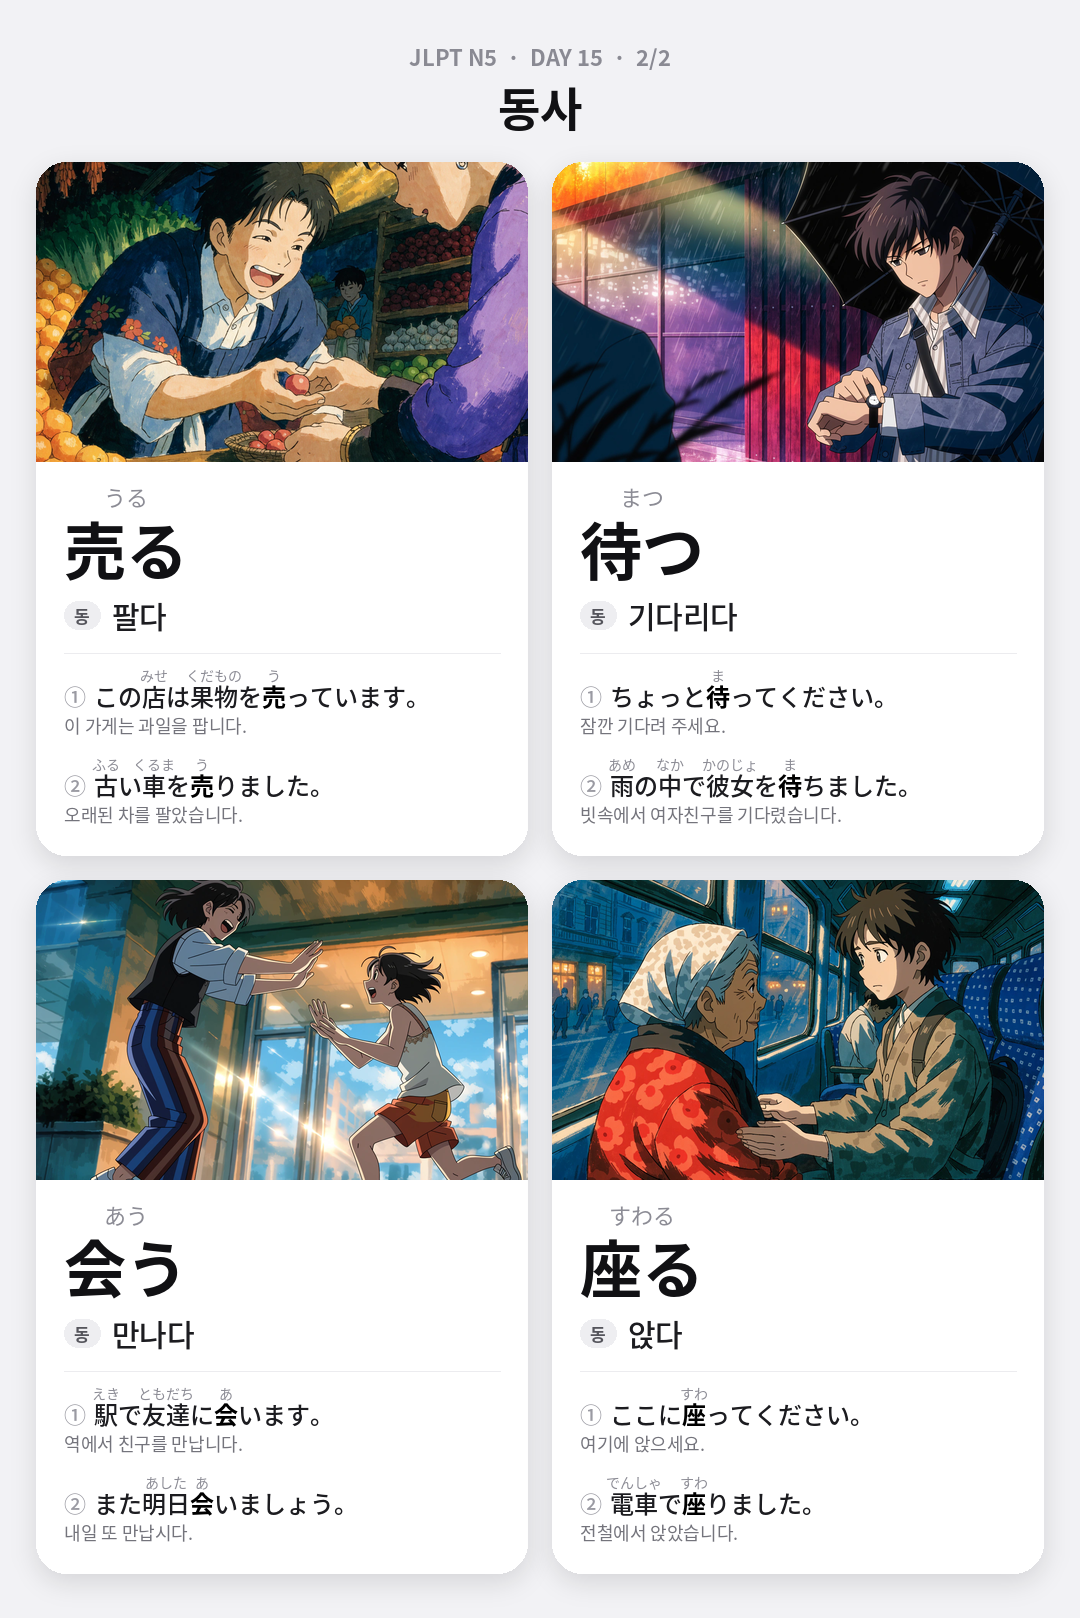 JLPT N5 · DAY 15 · 2/2
동사
うる
売る
동 팔다
みせ くだもの う
① この店は果物を売っています。
이 가게는 과일을 팝니다.
ふる くるま う
② 古い車を売りました。
오래된 차를 팔았습니다.
まつ
待つ
동 기다리다
ま
① ちょっと待ってください。
잠깐 기다려 주세요.
あめ なか かのじょ ま
② 雨の中で彼女を待ちました。
빗속에서 여자친구를 기다렸습니다.
あう
会う
동 만나다
えき ともだち あ
① 駅で友達に会います。
역에서 친구를 만납니다.
あした あ
② また明日会いましょう。
내일 또 만납시다.
すわる
座る
동 앉다
すわ
① ここに座ってください。
여기에 앉으세요.
でんしゃ すわ
② 電車で座りました。
전철에서 앉았습니다.